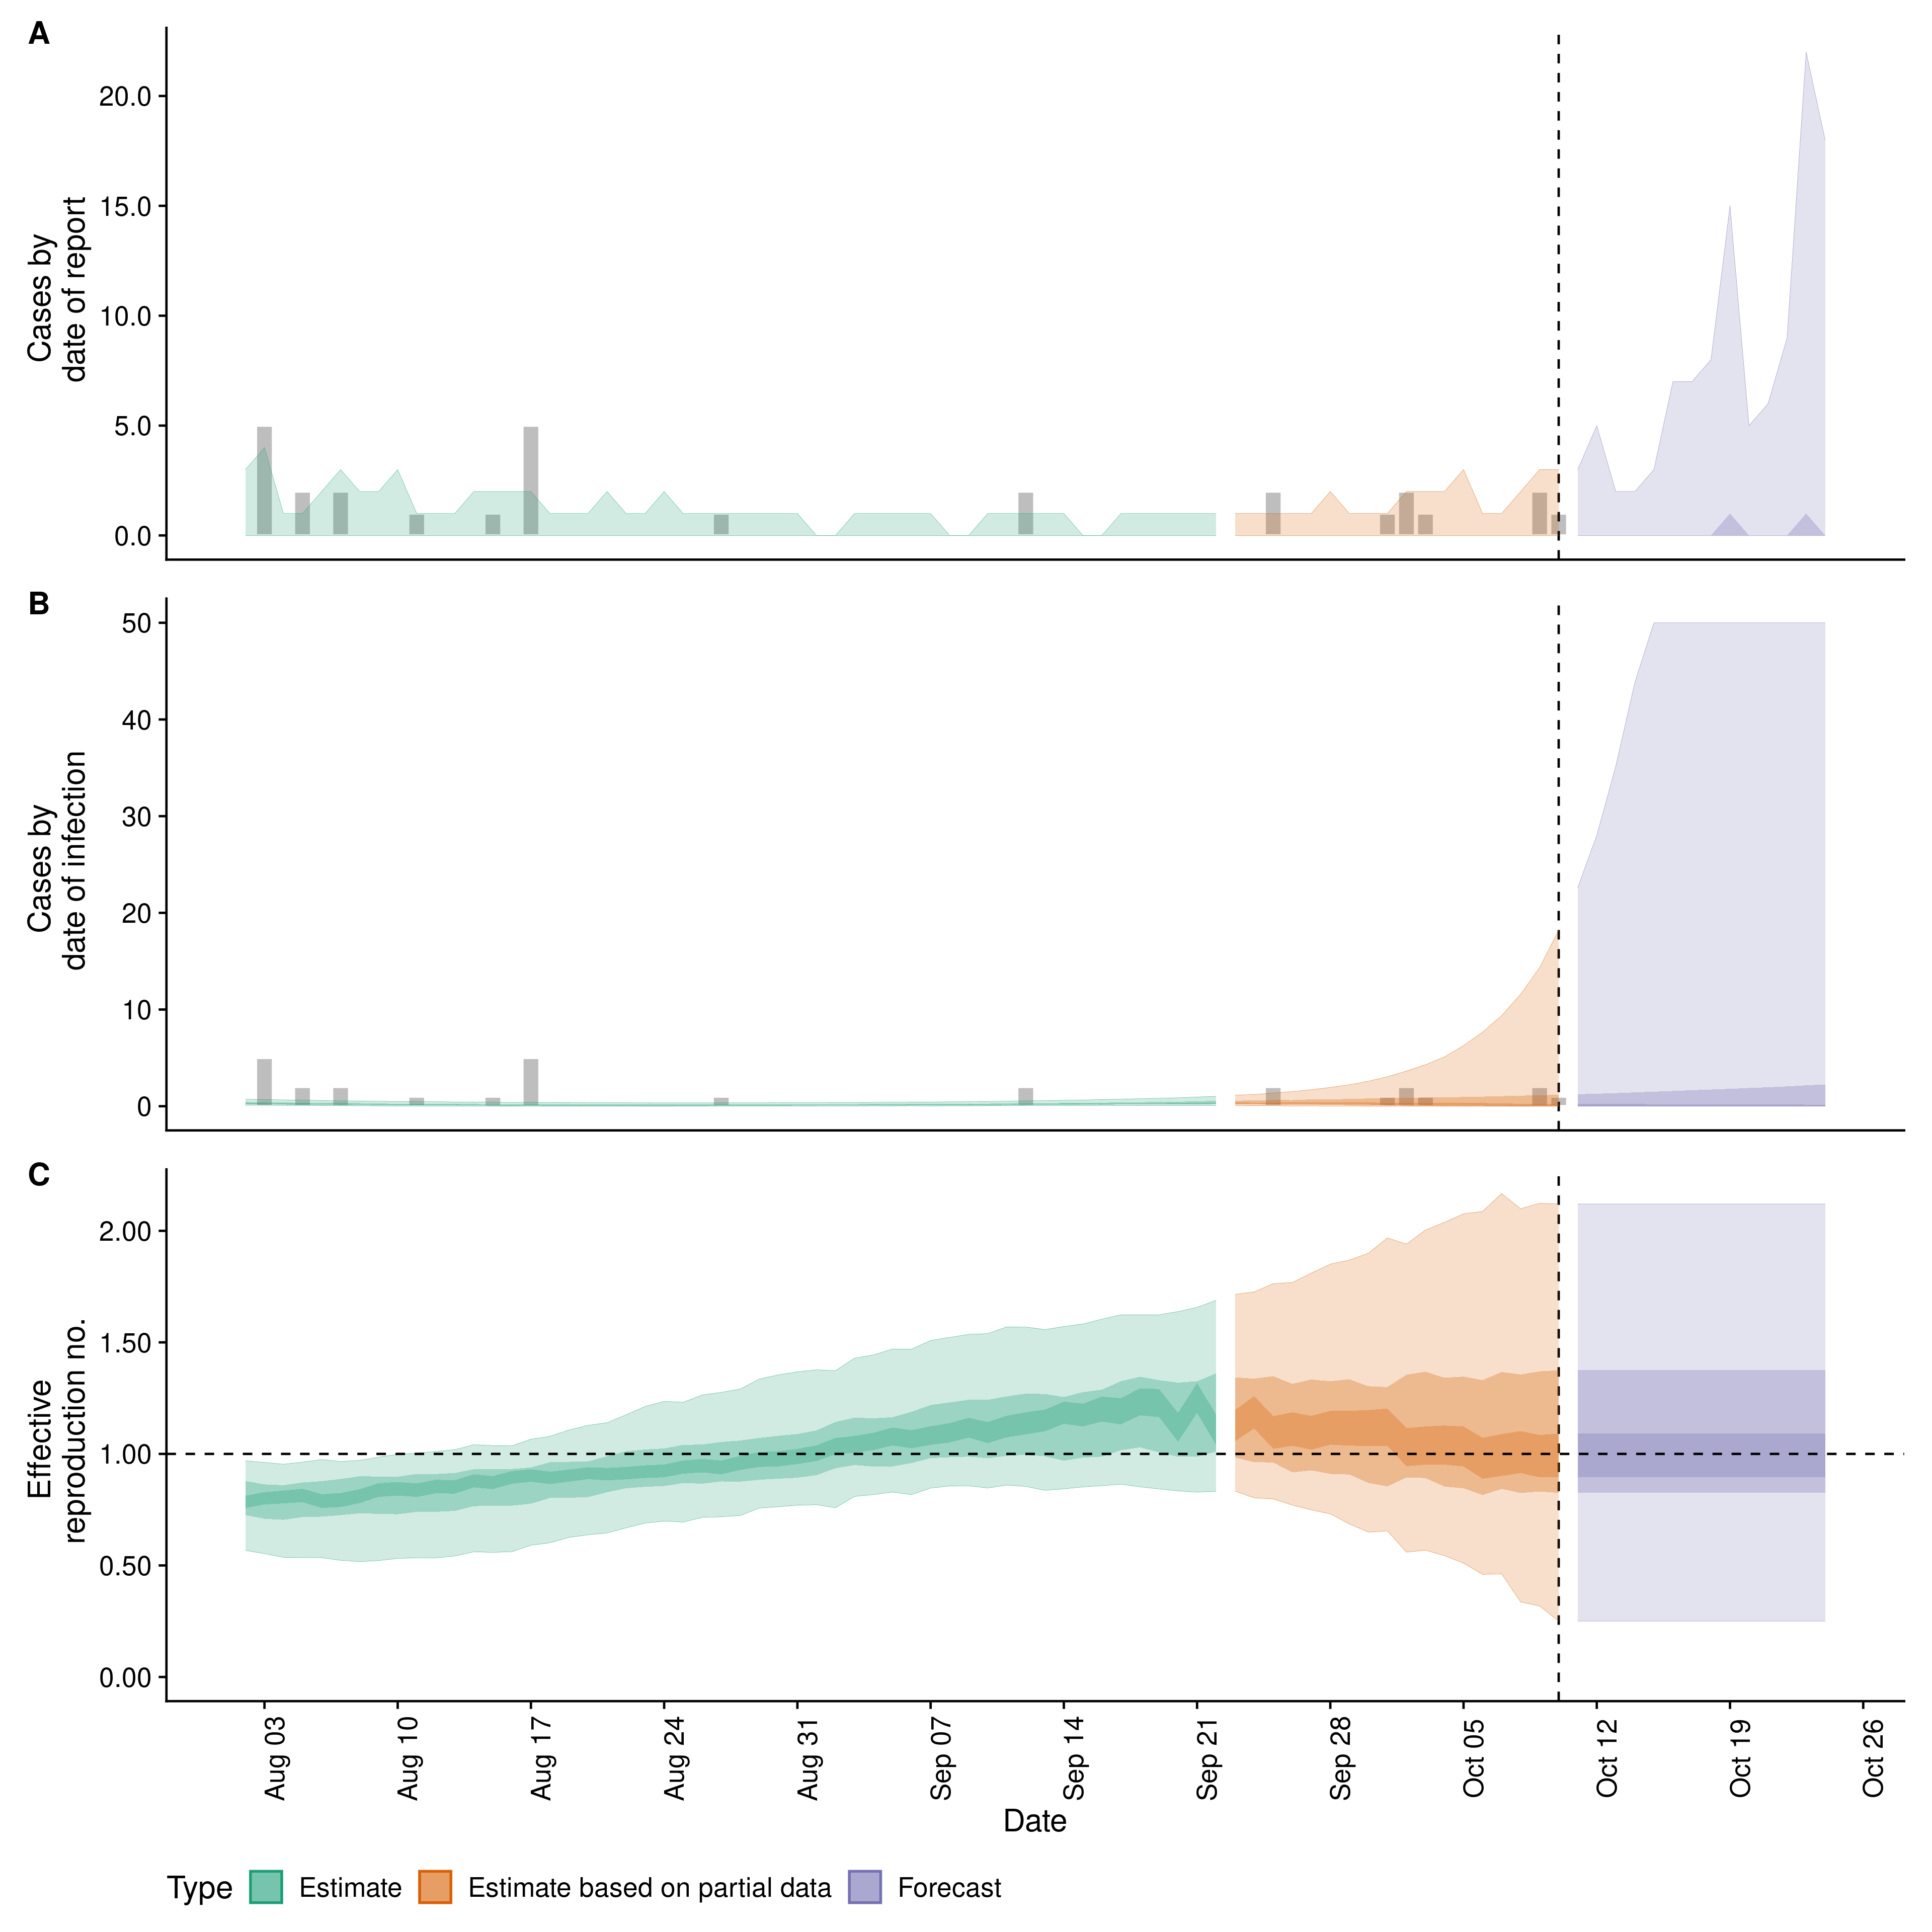 A
Cases by
date of report
20.0
15.0
10.0
5.0
0.0
B
Cases by
date of infection
50
40
30
20
10
0
C
Effective
reproduction no.
2.00
1.50
1.00
0.50
0.00
Aug 03
Aug 10
Aug 17
Aug 24
Aug 31
Sep 07
Sep 14
Sep 21
Sep 28
Oct 05
Oct 12
Oct 19
Oct 26
Date
Type Estimate Estimate based on partial data Forecast